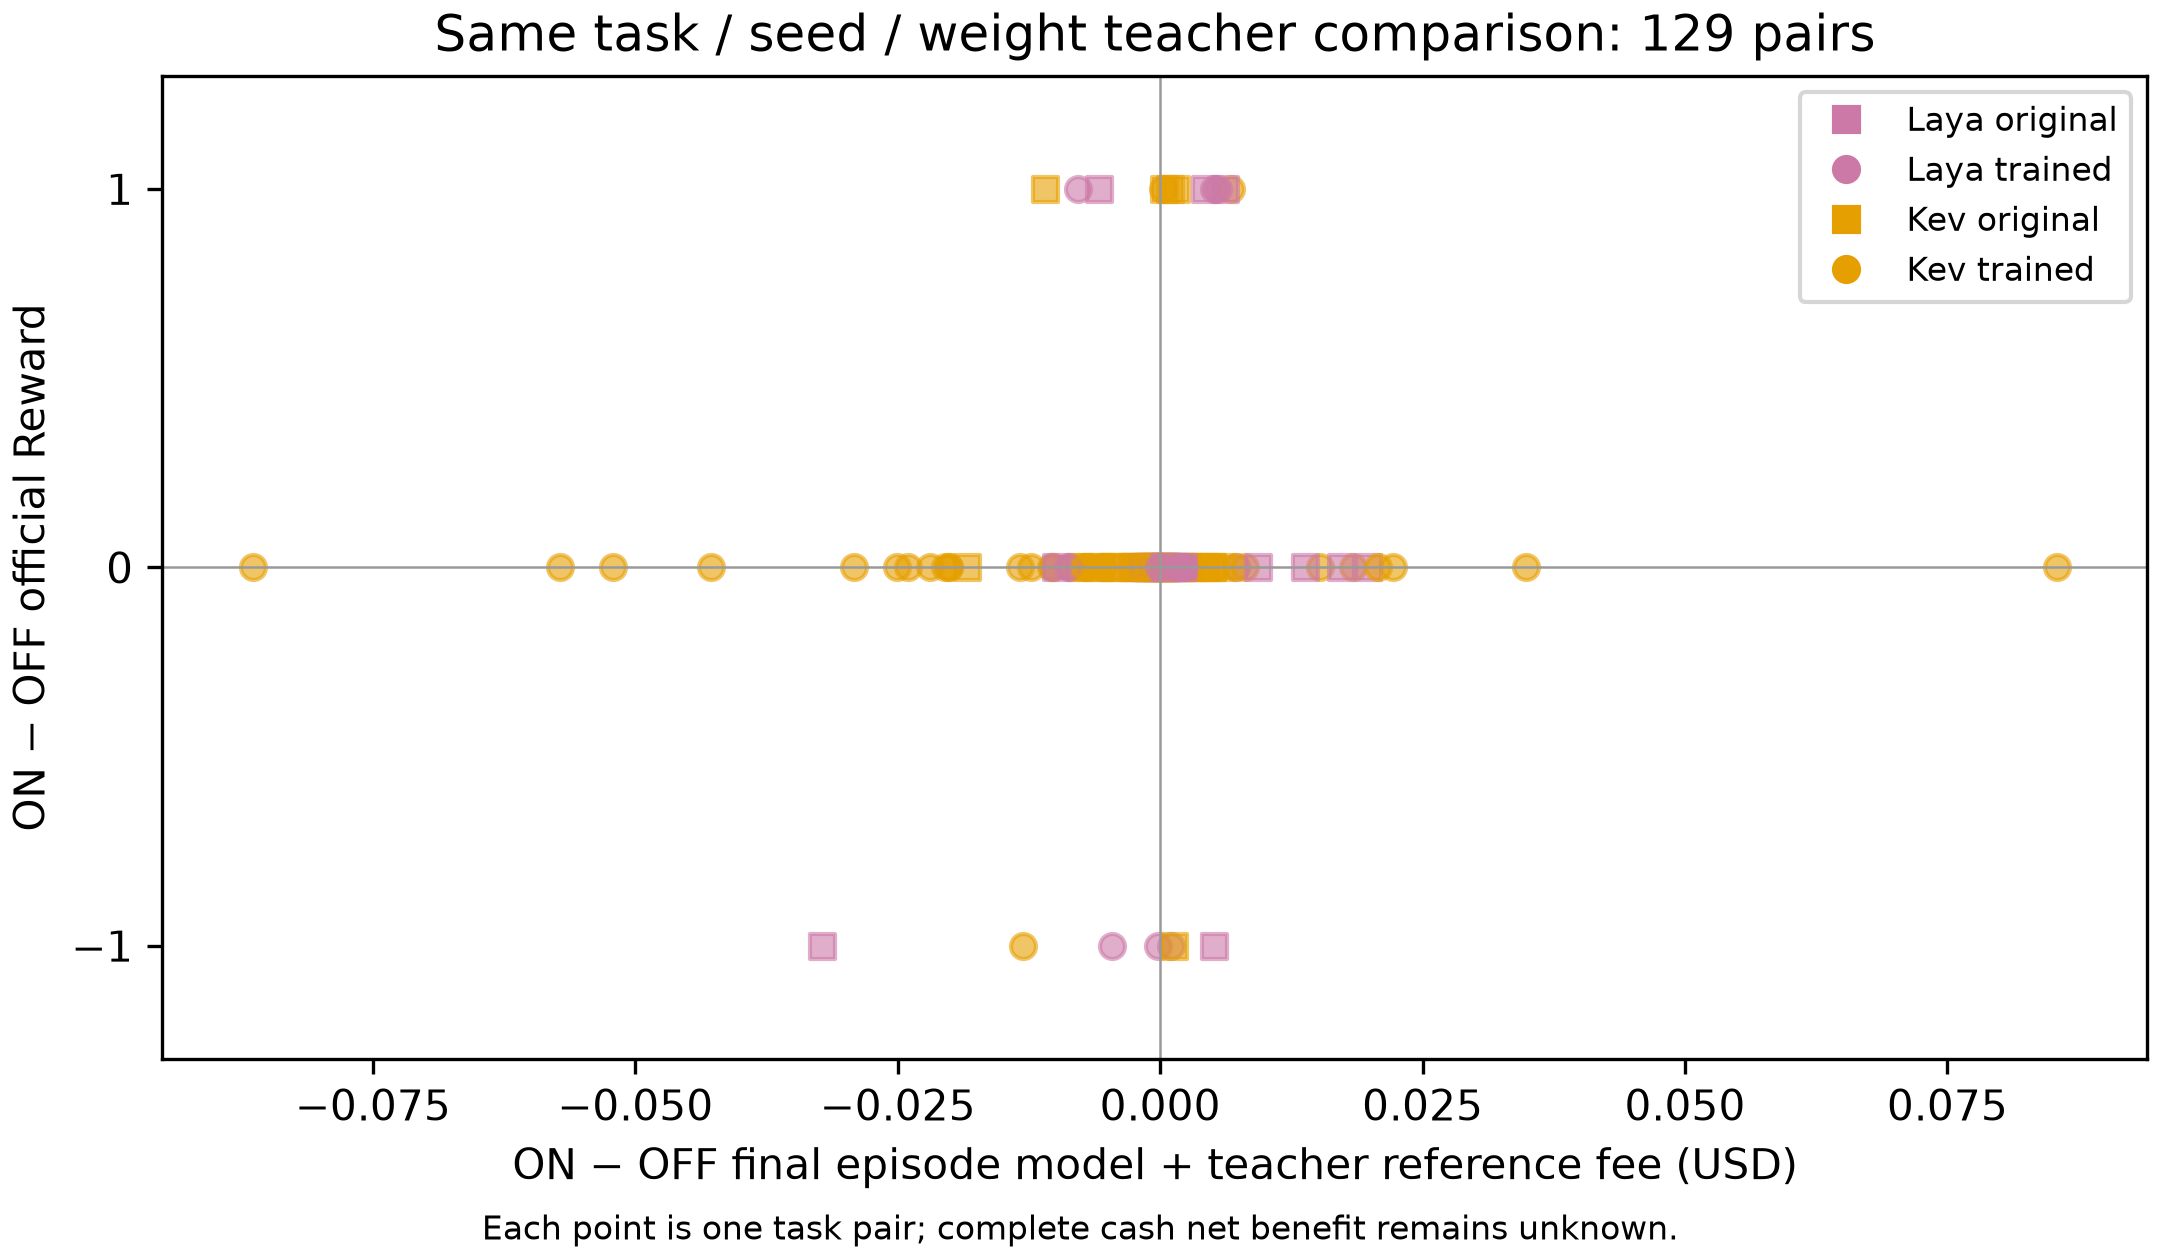 Same task / seed / weight teacher comparison: 129 pairs
Laya original
Laya trained
Kev original
Kev trained
ON − OFF official Reward
1
0
−1
−0.075
−0.050
−0.025
0.000
0.025
0.050
0.075
ON − OFF final episode model + teacher reference fee (USD)
Each point is one task pair; complete cash net benefit remains unknown.